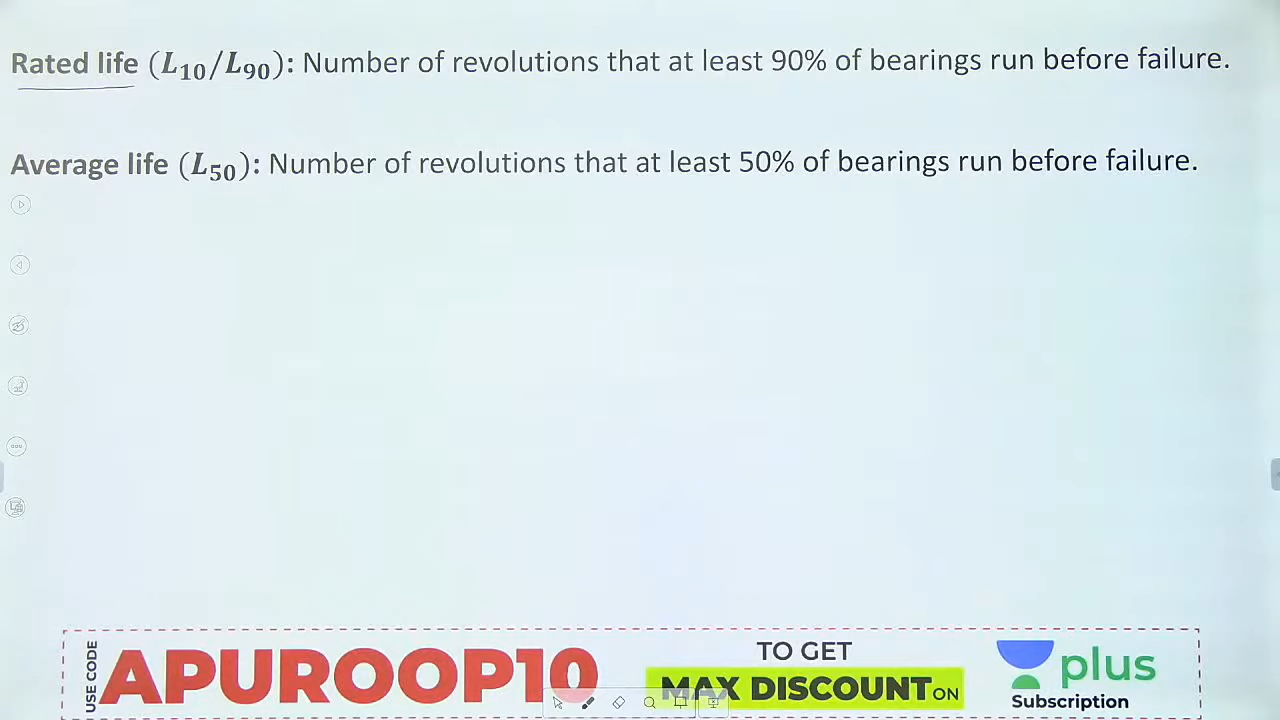 Rated life (L₁₀/L₉₀): Number of revolutions that at least 90% of bearings run before failure.
Average life (L₅₀): Number of revolutions that at least 50% of bearings run before failure.
USE CODE
APUROOP10
TO GET
MAX DISCOUNT ON
plus
Subscription